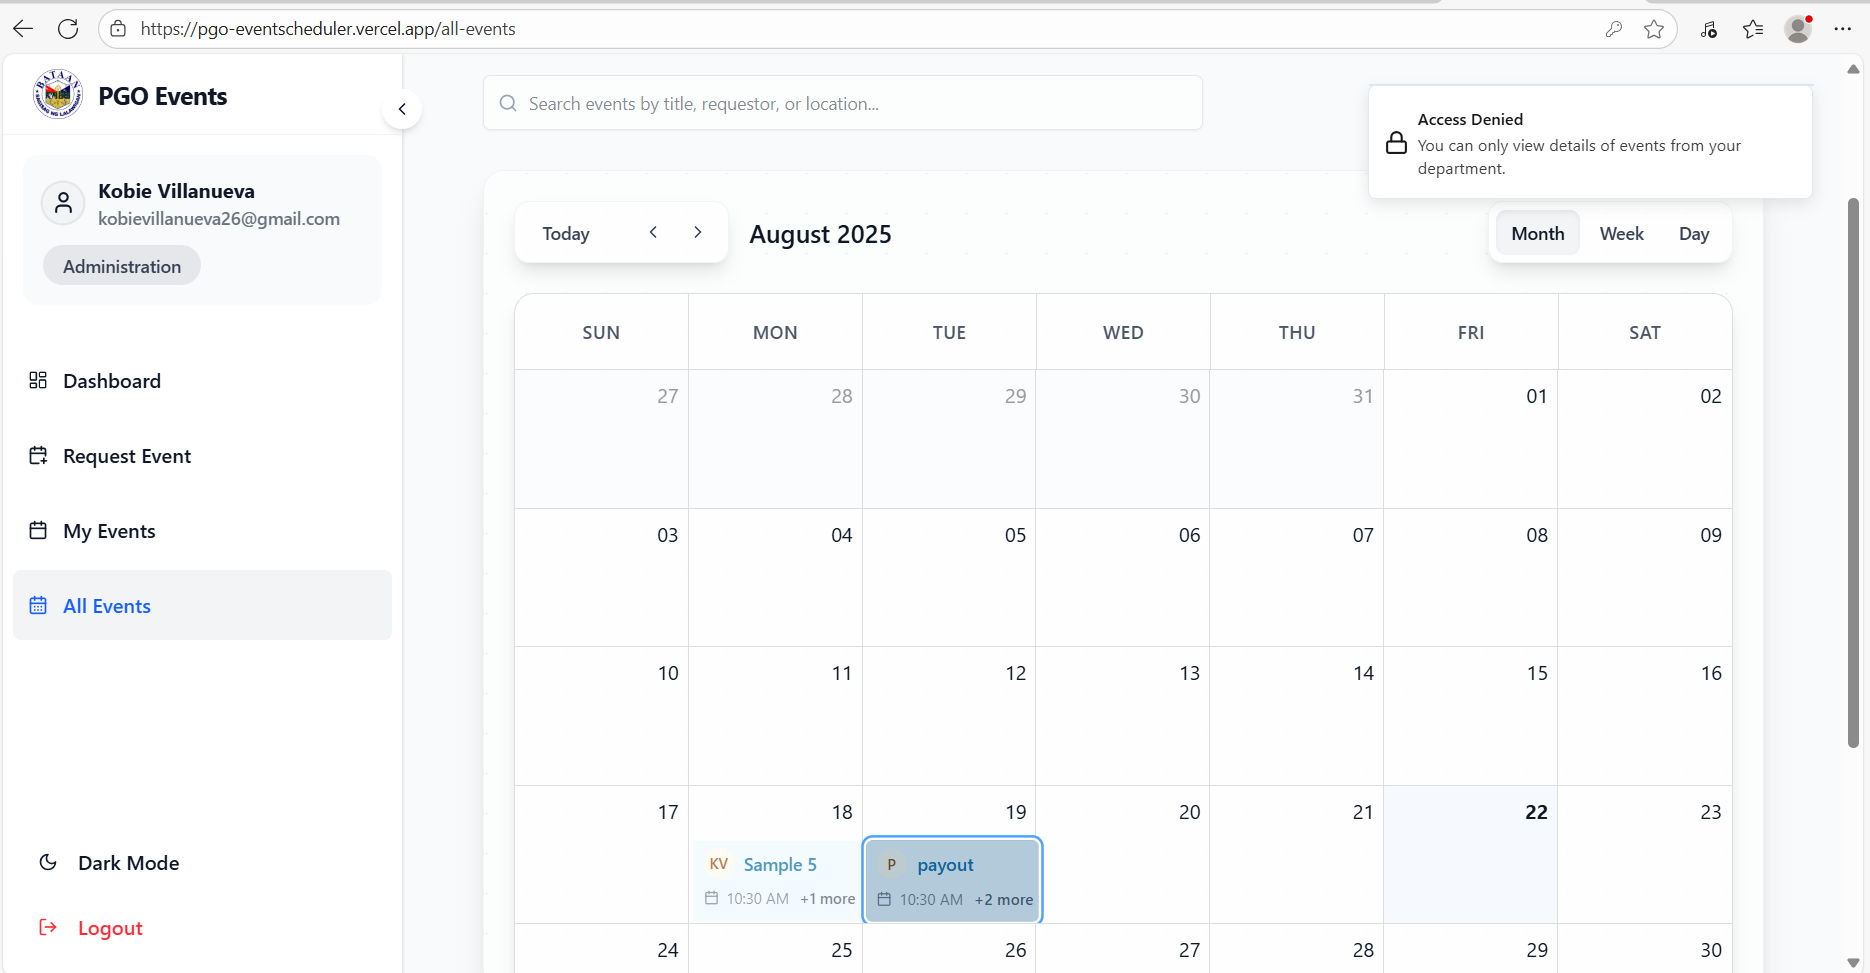 https://pgo-eventscheduler.vercel.app/all-events
BATAAN
PGO Events
Kobie Villanueva
kobievillanueva26@gmail.com
Administration
Dashboard
Request Event
My Events
All Events
Dark Mode
Logout
Search events by title, requestor, or location...
Access Denied
You can only view details of events from your
department.
Today
August 2025
Month Week Day
SUN MON TUE WED THU FRI SAT
27 28 29 30 31 01 02
03 04 05 06 07 08 09
10 11 12 13 14 15 16
17 18 19 20 21 22 23
KV Sample 5
10:30 AM +1 more
P payout
10:30 AM +2 more
24 25 26 27 28 29 30